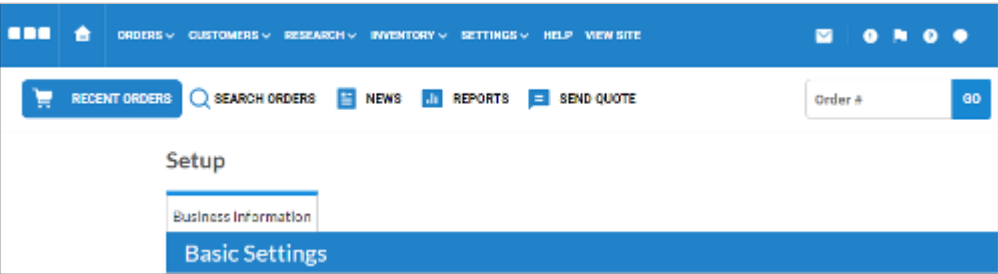 ORDERS CUSTOMERS RESEARCH INVENTORY SETTINGS HELP VIEW SITE
RECENT ORDERS SEARCH ORDERS NEWS REPORTS SEND QUOTE Order # GO
Setup
Business Information
Basic Settings